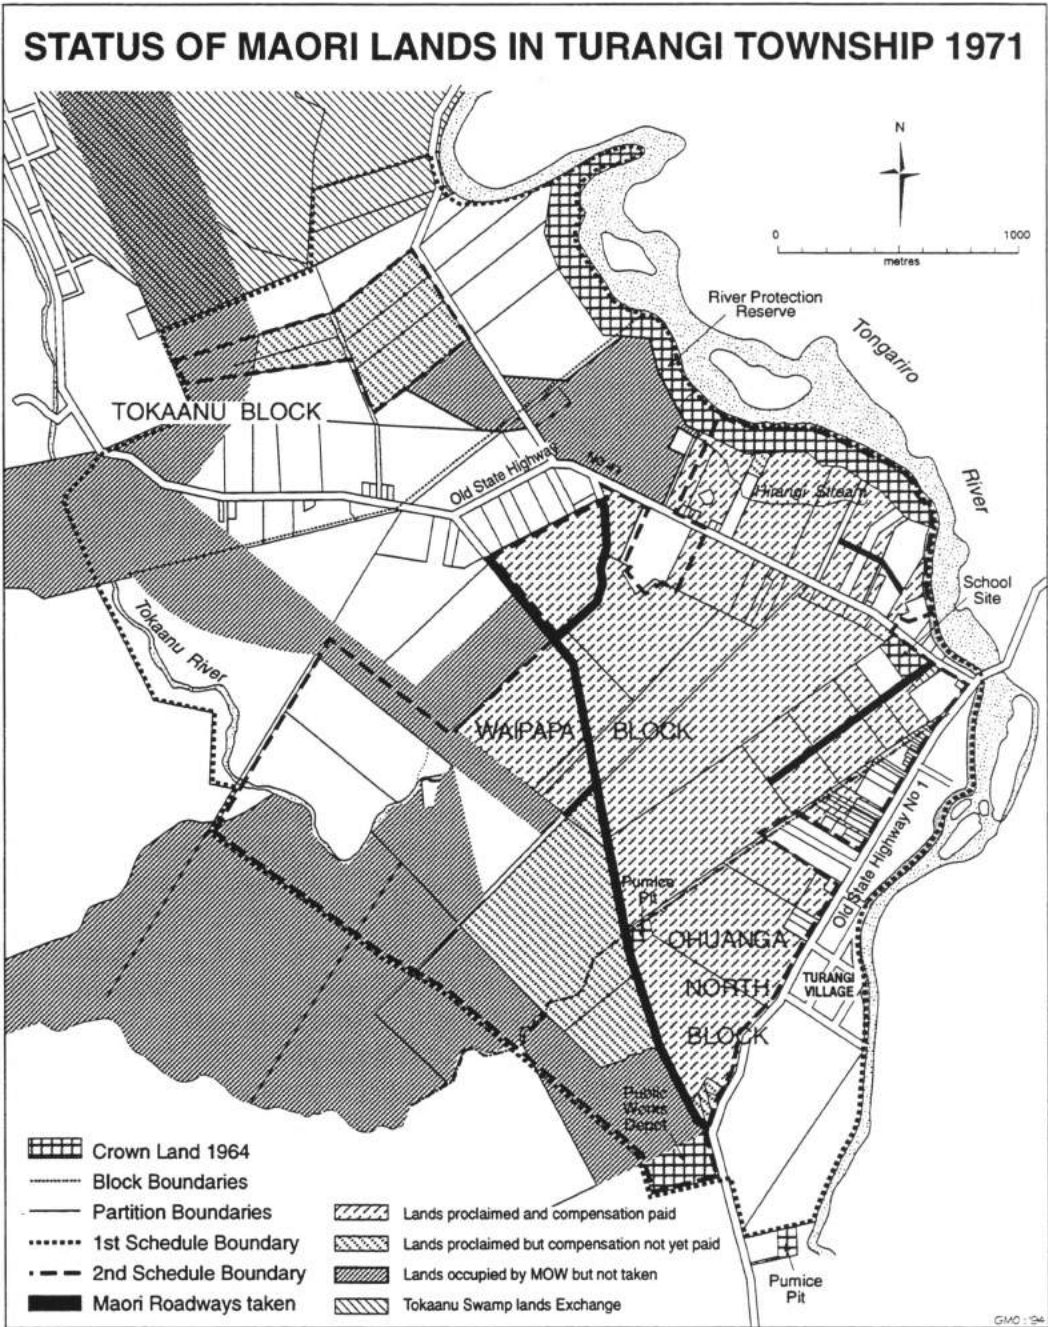 STATUS OF MAORI LANDS IN TURANGI TOWNSHIP 1971
N
0
1000
metres
River Protection
Reserve
Tongariro
River
TOKAANU BLOCK
Old State Highway
No 41
Hirangi Stream
School
Site
Tokaanu River
WAIPAPA BLOCK
Old State Highway No 1
Pumice
Pit
OHUANGA
NORTH
BLOCK
TURANGI
VILLAGE
Public
Works
Depot
Pumice
Pit
Crown Land 1964
Block Boundaries
Partition Boundaries
1st Schedule Boundary
2nd Schedule Boundary
Maori Roadways taken
Lands proclaimed and compensation paid
Lands proclaimed but compensation not yet paid
Lands occupied by MOW but not taken
Tokaanu Swamp lands Exchange
GMO : '94